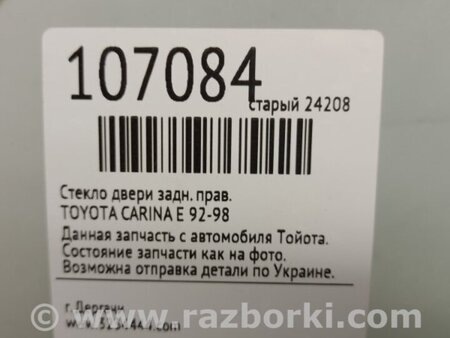 107084
старый 24208
Стекло двери задн. прав.
TOYOTA CARINA E 92-98
Данная запчасть с автомобиля Тойота.
Состояние запчасти как на фото.
Возможна отправка детали по Украине.
г. Дергачи
www.razborki.com